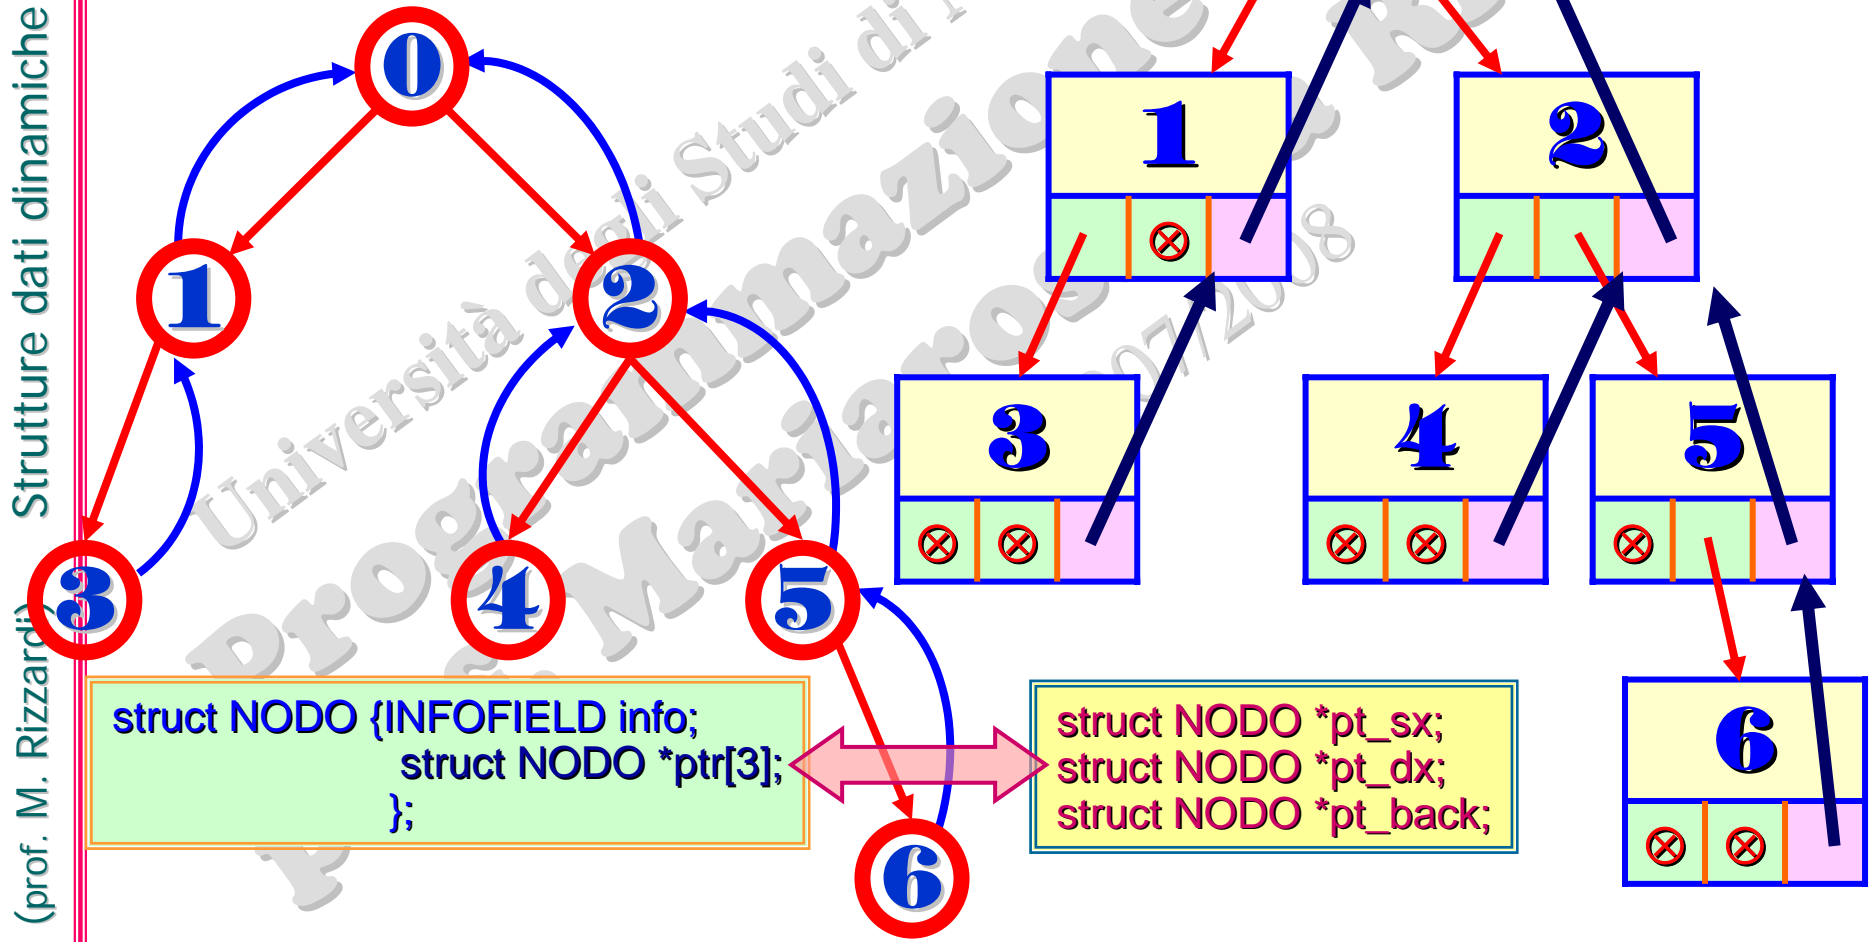 Strutture dati dinamiche
(prof. M. Rizzardi)
Università degli Studi di
Programmazione
Mariarosa
2007/2008
0
1
2
3
4
5
6
1
2
3
4
5
6
struct NODO {INFOFIELD info;
struct NODO *ptr[3];
};
struct NODO *pt_sx;
struct NODO *pt_dx;
struct NODO *pt_back;